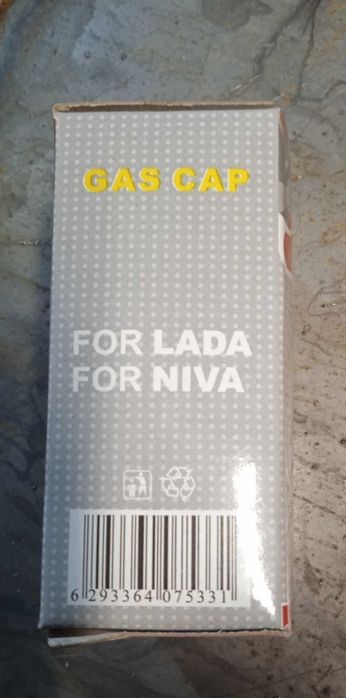 GAS CAP
FOR LADA
FOR NIVA
6 293364 075331